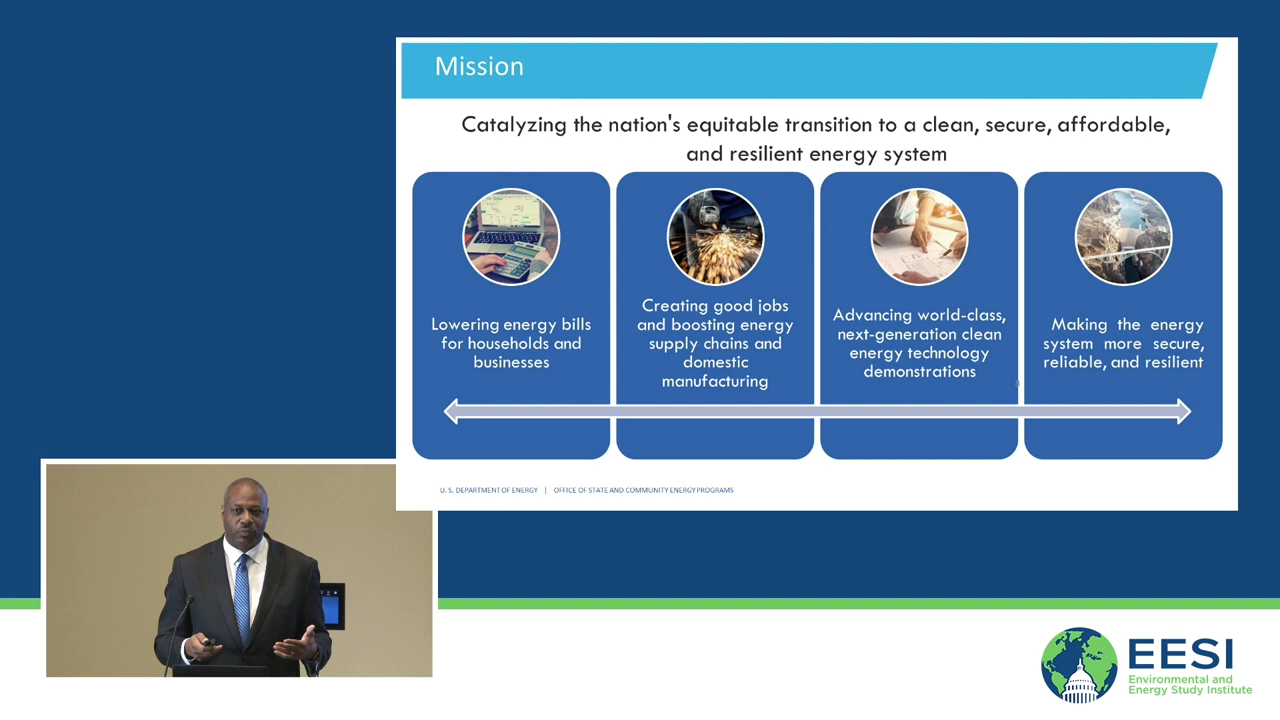 Mission
Catalyzing the nation's equitable transition to a clean, secure, affordable,
and resilient energy system
Lowering energy bills
for households and
businesses
Creating good jobs
and boosting energy
supply chains and
domestic
manufacturing
Advancing world-class,
next-generation clean
energy technology
demonstrations
Making the energy
system more secure,
reliable, and resilient
U. S. DEPARTMENT OF ENERGY | OFFICE OF STATE AND COMMUNITY ENERGY PROGRAMS
EESI
Environmental and
Energy Study Institute